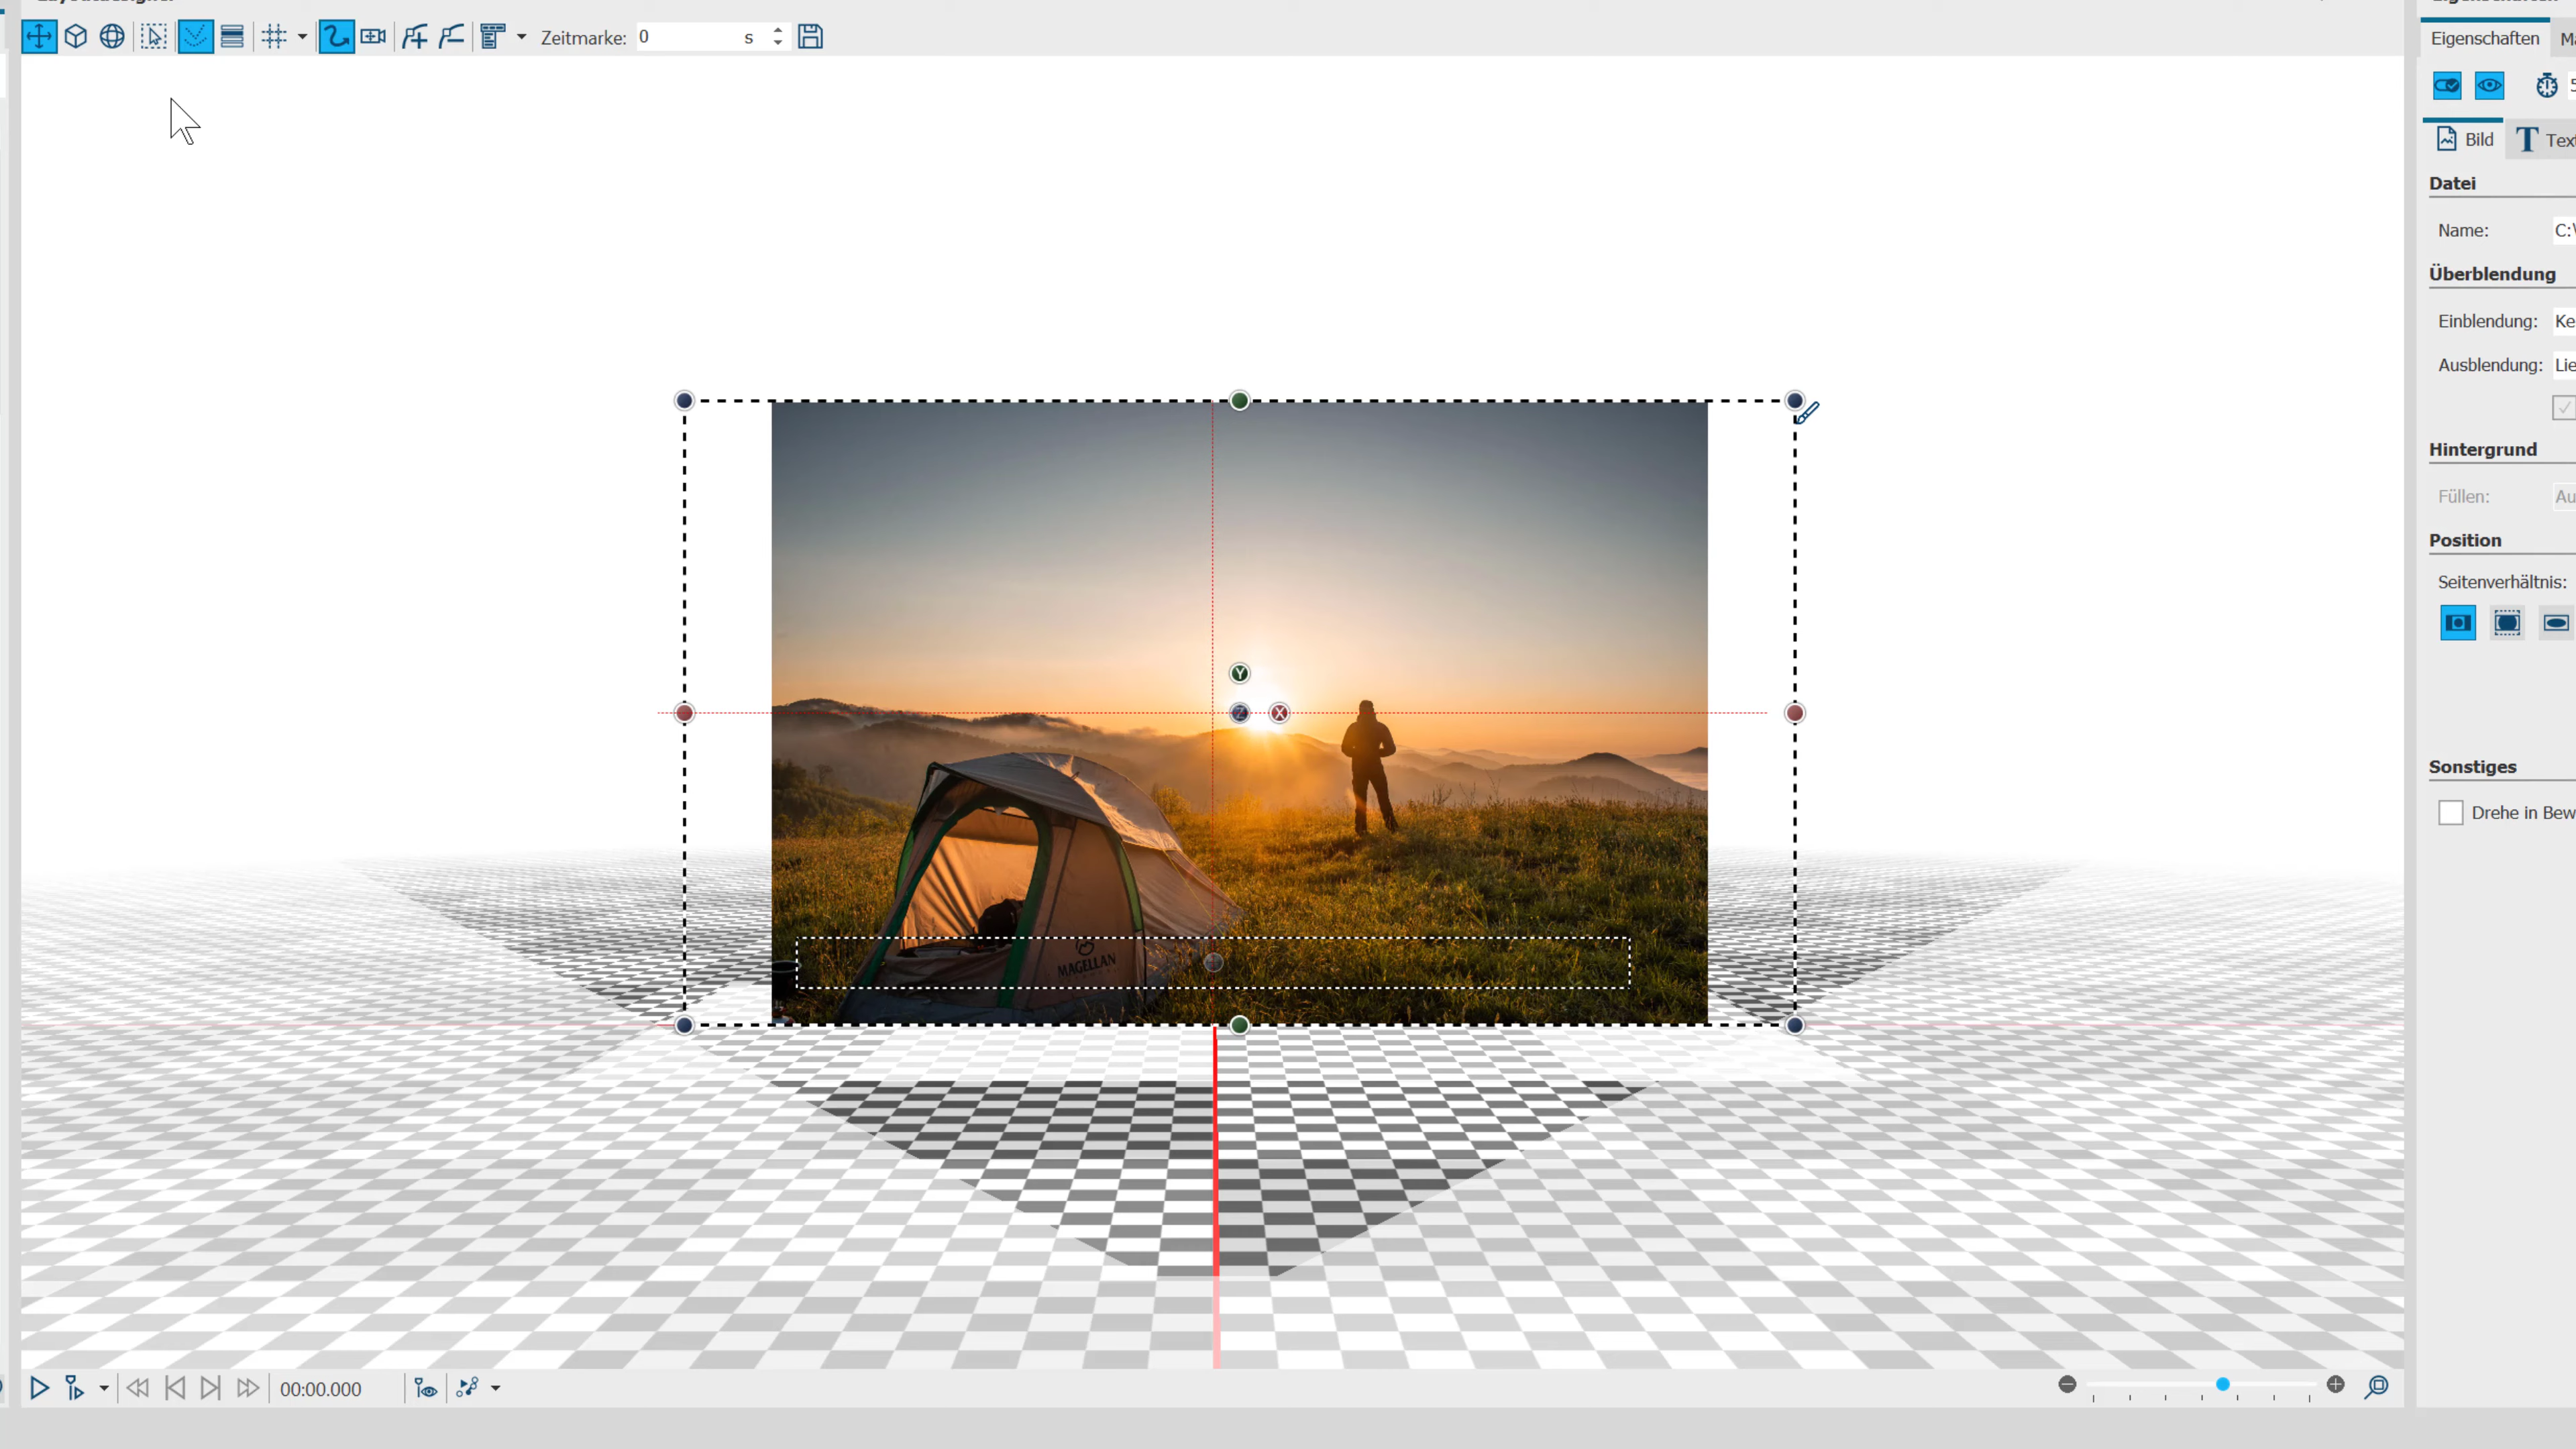 Zeitmarke: 0 s
Eigenschaften
Bild
Datei
Name: C:\
Überblendung
Einblendung:
Ausblendung:
Hintergrund
Füllen:
Position
Seitenverhältnis:
Sonstiges
Drehe in Bew
Y
Z X
MAGELLAN
00:00.000